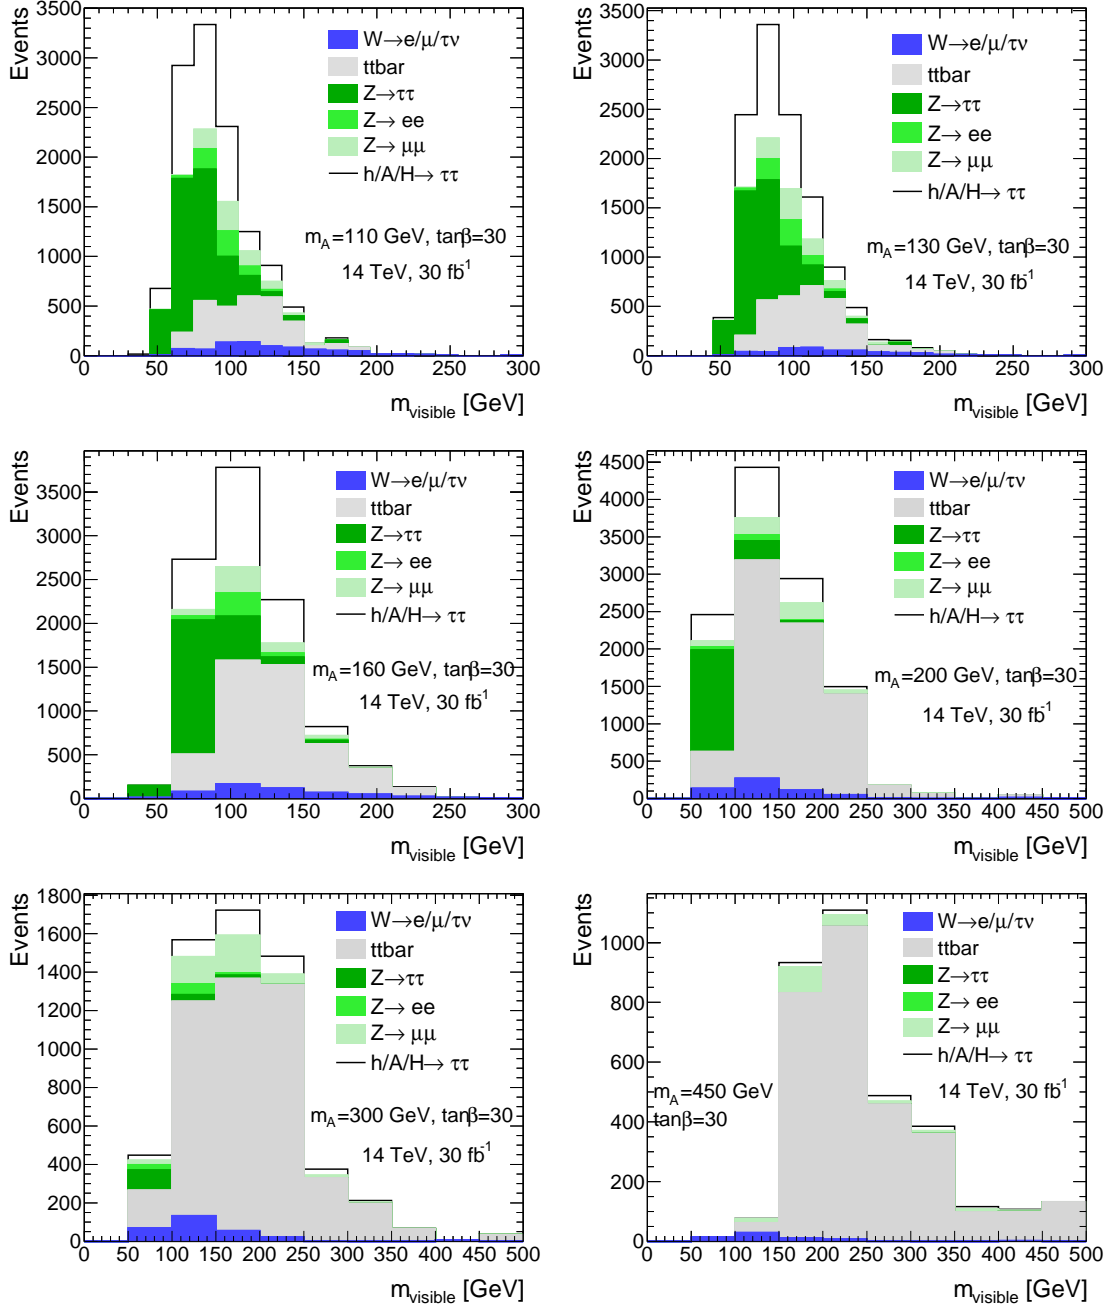 Events
3500
3000
2500
2000
1500
1000
500
0
W→e/μ/τν
ttbar
Z→ττ
Z→ ee
Z→ μμ
h/A/H→ ττ
m_A=110 GeV, tanβ=30
14 TeV, 30 fb⁻¹
0 50 100 150 200 250 300
m_visible [GeV]
Events
3500
3000
2500
2000
1500
1000
500
0
W→e/μ/τν
ttbar
Z→ττ
Z→ ee
Z→ μμ
h/A/H→ ττ
m_A=130 GeV, tanβ=30
14 TeV, 30 fb⁻¹
0 50 100 150 200 250 300
m_visible [GeV]
Events
3500
3000
2500
2000
1500
1000
500
0
W→e/μ/τν
ttbar
Z→ττ
Z→ ee
Z→ μμ
h/A/H→ ττ
m_A=160 GeV, tanβ=30
14 TeV, 30 fb⁻¹
0 50 100 150 200 250 300
m_visible [GeV]
Events
4500
4000
3500
3000
2500
2000
1500
1000
500
0
W→e/μ/τν
ttbar
Z→ττ
Z→ ee
Z→ μμ
h/A/H→ ττ
m_A=200 GeV, tanβ=30
14 TeV, 30 fb⁻¹
0 50 100 150 200 250 300 350 400 450 500
m_visible [GeV]
Events
1800
1600
1400
1200
1000
800
600
400
200
0
W→e/μ/τν
ttbar
Z→ττ
Z→ ee
Z→ μμ
h/A/H→ ττ
m_A=300 GeV, tanβ=30
14 TeV, 30 fb⁻¹
0 50 100 150 200 250 300 350 400 450 500
m_visible [GeV]
Events
1000
800
600
400
200
0
W→e/μ/τν
ttbar
Z→ττ
Z→ ee
Z→ μμ
h/A/H→ ττ
14 TeV, 30 fb⁻¹
m_A=450 GeV
tanβ=30
0 50 100 150 200 250 300 350 400 450 500
m_visible [GeV]